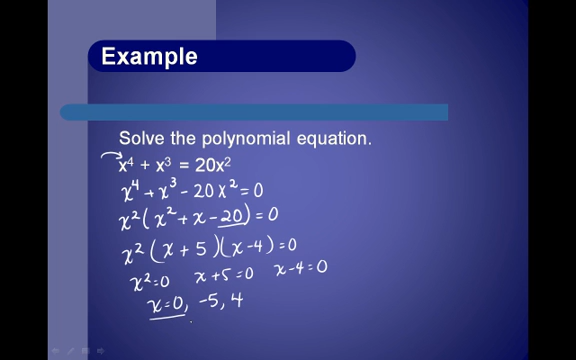 Example
Solve the polynomial equation.
x⁴ + x³ = 20x²
x⁴ + x³ - 20x² = 0
x² (x² + x - 20) = 0
x² (x + 5)(x - 4) = 0
x² = 0 x + 5 = 0 x - 4 = 0
x = 0, -5, 4